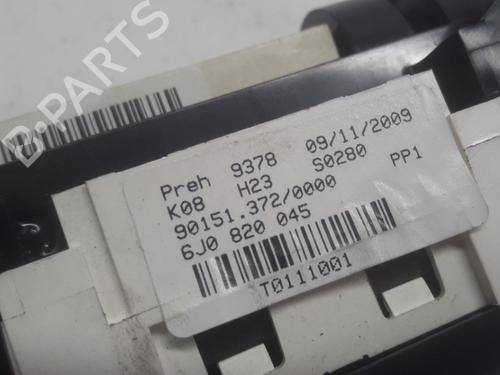 B.PARTS
Preh 9378 09/11/2009
K08 H23 S0280
90151.372/0000 PP1
6J0 820 045
T0111001